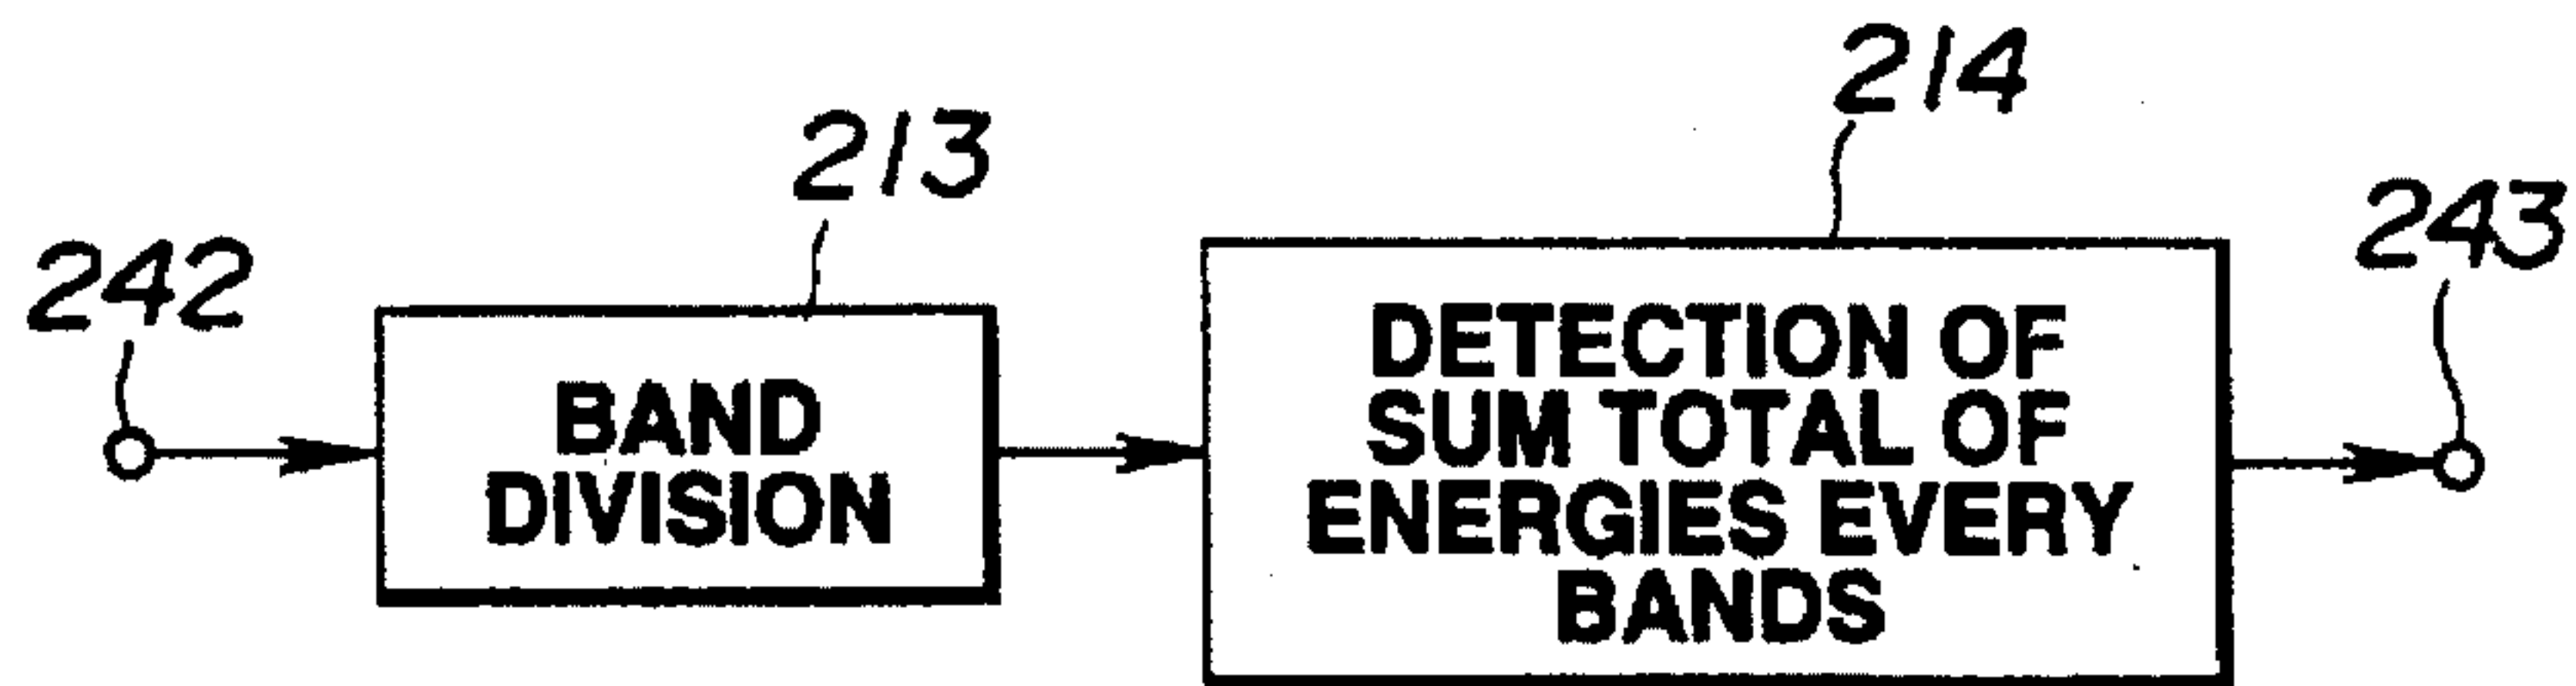 242
213
BAND
DIVISION
214
DETECTION OF
SUM TOTAL OF
ENERGIES EVERY
BANDS
243